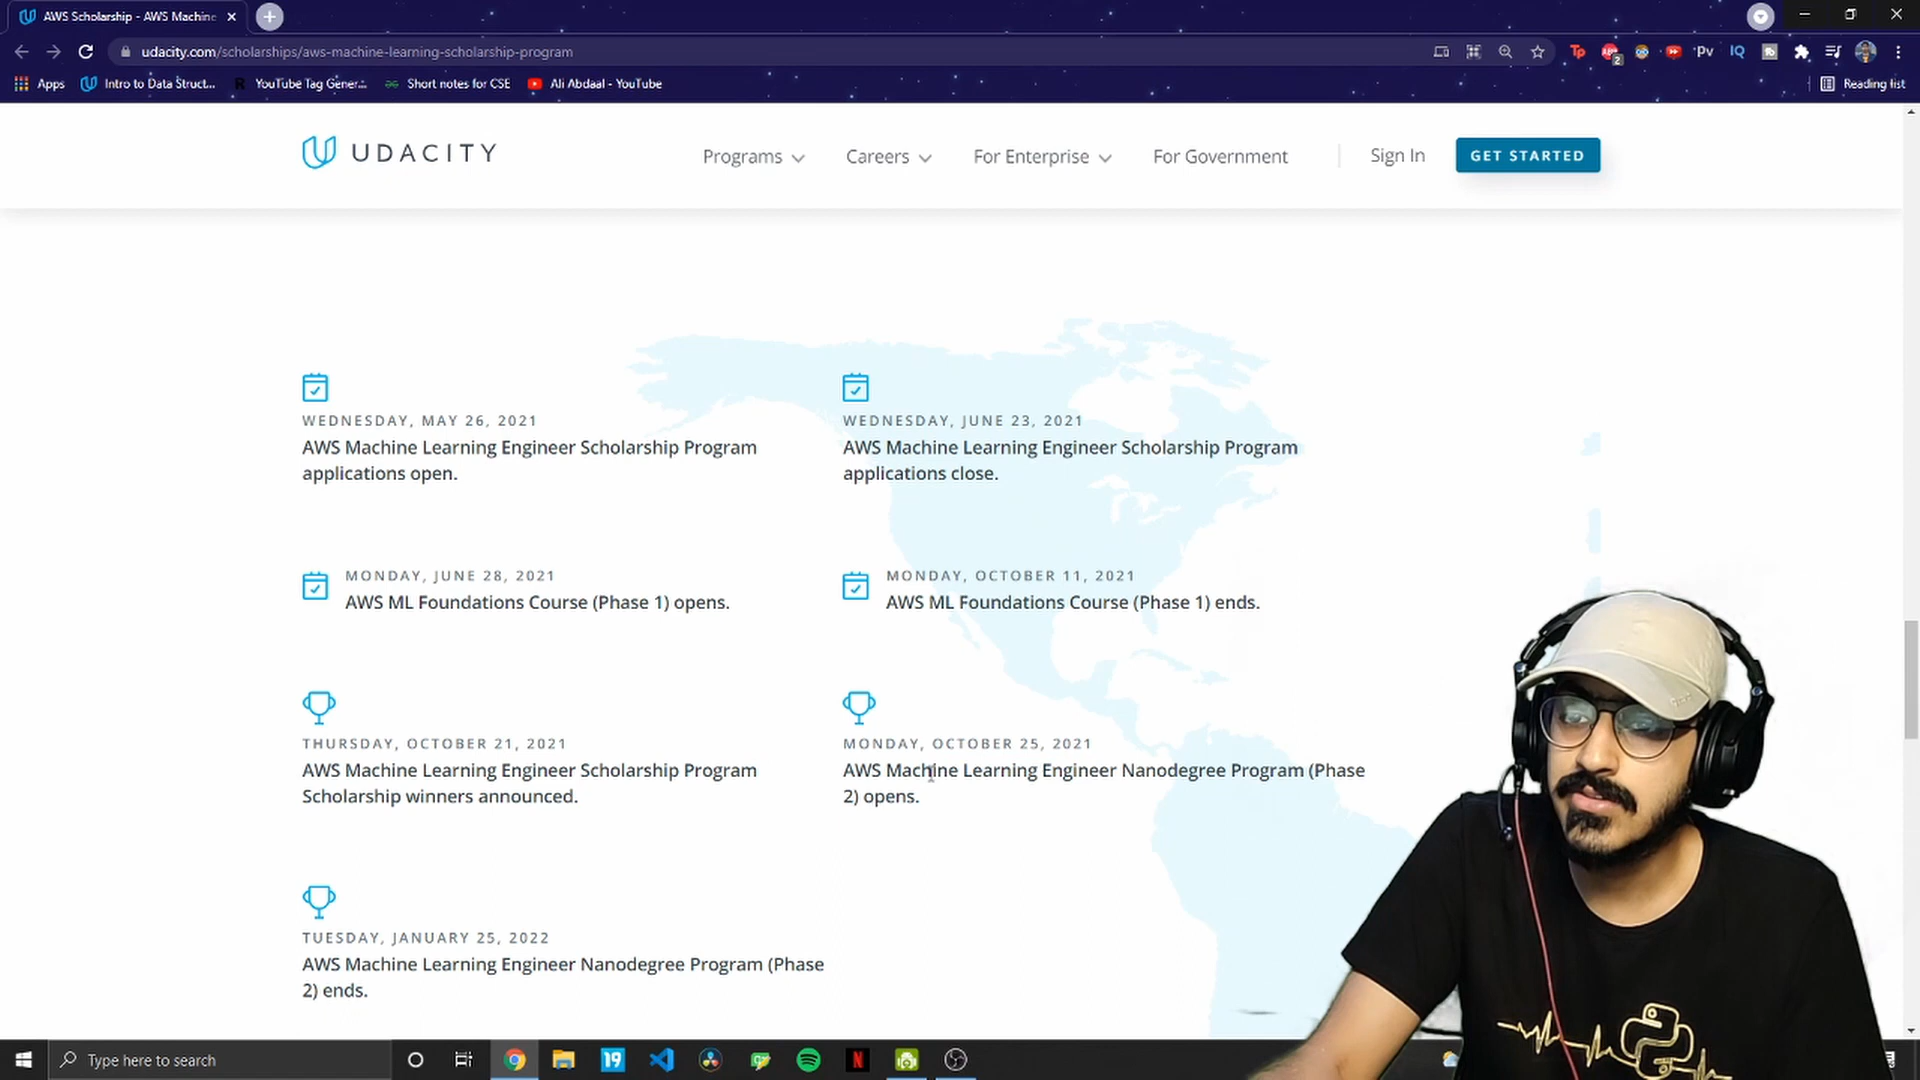 AWS Scholarship - AWS Machine
udacity.com/scholarships/aws-machine-learning-scholarship-program
2
Pv
IQ
Apps
Intro to Data Struct...
YouTube Tag Gener...
Short notes for CSE
Ali Abdaal - YouTube
Reading list
UDACITY
Programs
Careers
For Enterprise
For Government
Sign In
GET STARTED
WEDNESDAY, MAY 26, 2021
AWS Machine Learning Engineer Scholarship Program
applications open.
WEDNESDAY, JUNE 23, 2021
AWS Machine Learning Engineer Scholarship Program
applications close.
MONDAY, JUNE 28, 2021
AWS ML Foundations Course (Phase 1) opens.
MONDAY, OCTOBER 11, 2021
AWS ML Foundations Course (Phase 1) ends.
THURSDAY, OCTOBER 21, 2021
AWS Machine Learning Engineer Scholarship Program
Scholarship winners announced.
MONDAY, OCTOBER 25, 2021
AWS Machine Learning Engineer Nanodegree Program (Phase
2) opens.
TUESDAY, JANUARY 25, 2022
AWS Machine Learning Engineer Nanodegree Program (Phase
2) ends.
Type here to search
19
N